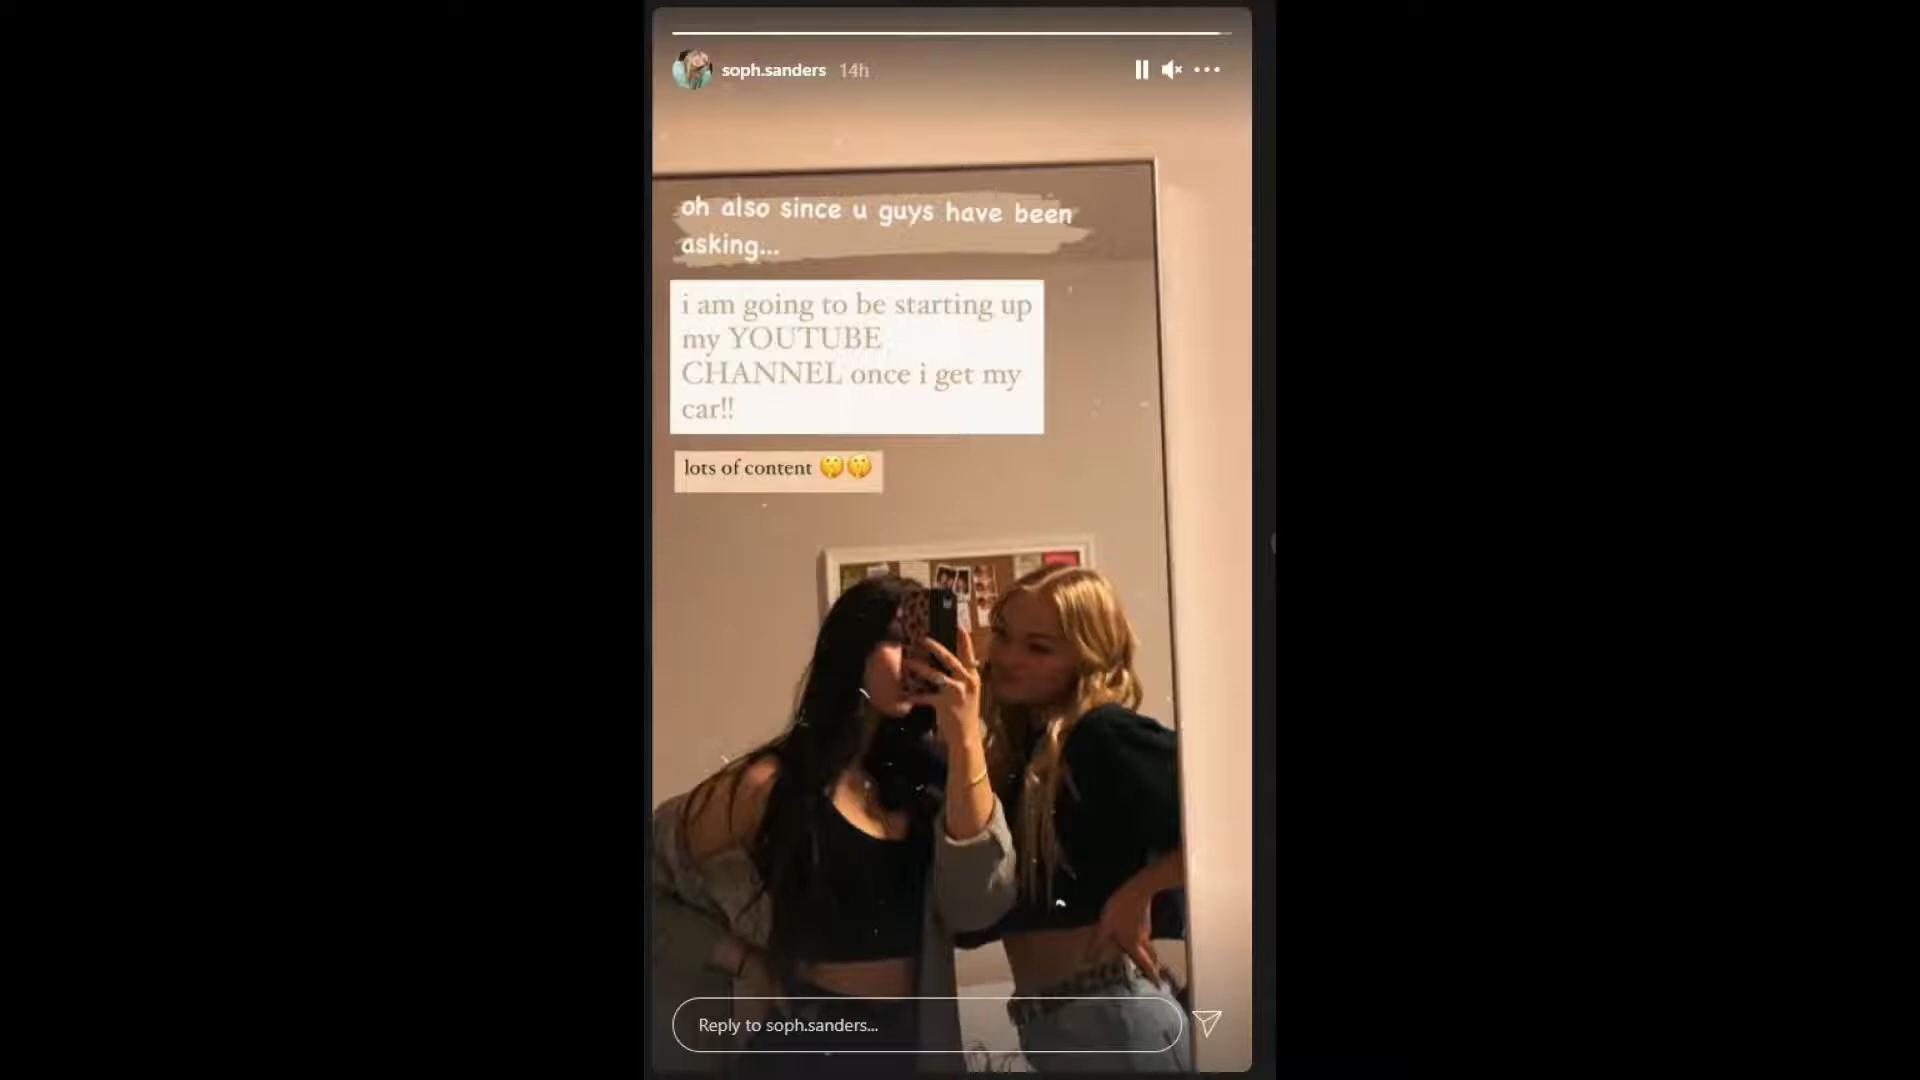 soph.sanders 14h
oh also since u guys have been
asking...
i am going to be starting up
my YOUTUBE
CHANNEL once i get my
car!!
lots of content 🤫🤫
Reply to soph.sanders...